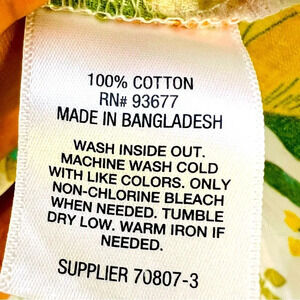 100% COTTON
RN# 93677
MADE IN BANGLADESH
WASH INSIDE OUT.
MACHINE WASH COLD
WITH LIKE COLORS. ONLY
NON-CHLORINE BLEACH
WHEN NEEDED. TUMBLE
DRY LOW. WARM IRON IF
NEEDED.
SUPPLIER 70807-3